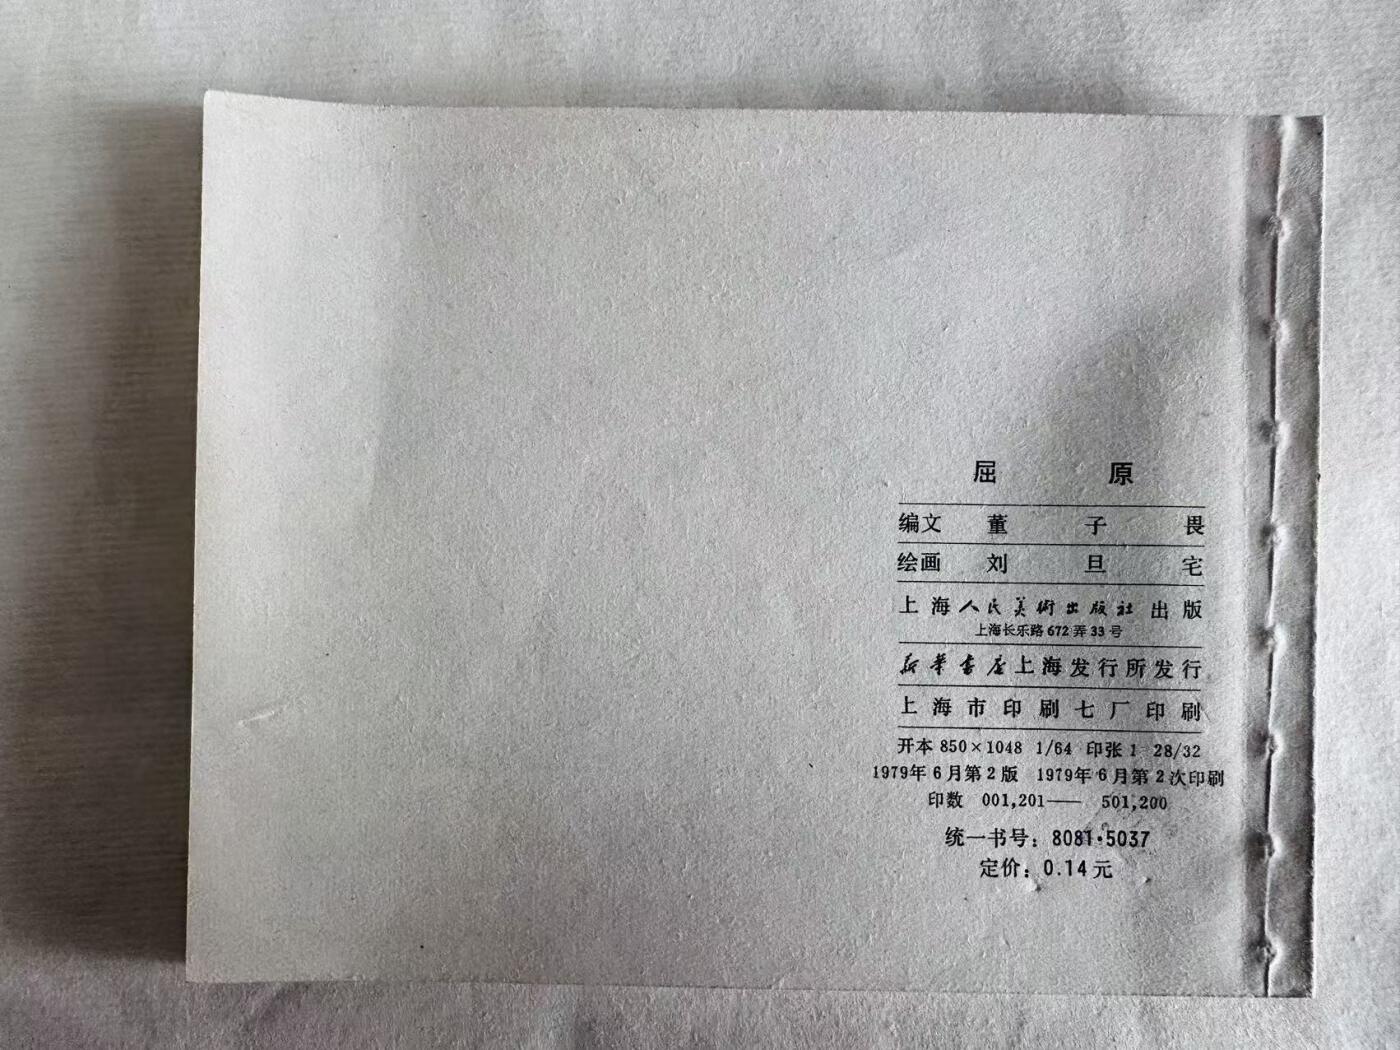 屈原
编文 董子畏
绘画 刘旦宅
上海人民美術出版社出版
上海长乐路672弄33号
新华书店上海发行所发行
上海市印刷七厂印刷
开本 850×1048 1/64 印张 1 28/32
1979年6月第2版 1979年6月第2次印刷
印数 001,201—— 501,200
统一书号：8081·5037
定价：0.14元